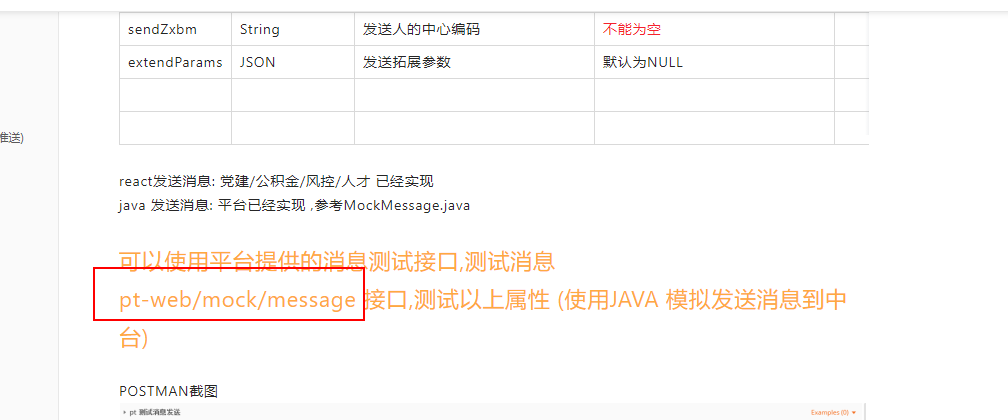 sendZxbm String 发送人的中心编码 不能为空
extendParams JSON 发送拓展参数 默认为NULL
推送)
react发送消息: 党建/公积金/风控/人才 已经实现
java 发送消息: 平台已经实现 ,参考MockMessage.java
可以使用平台提供的消息测试接口,测试消息
pt-web/mock/message 接口,测试以上属性 (使用JAVA 模拟发送消息到中
台)
POSTMAN截图
pt 测试消息发送 Examples (0)